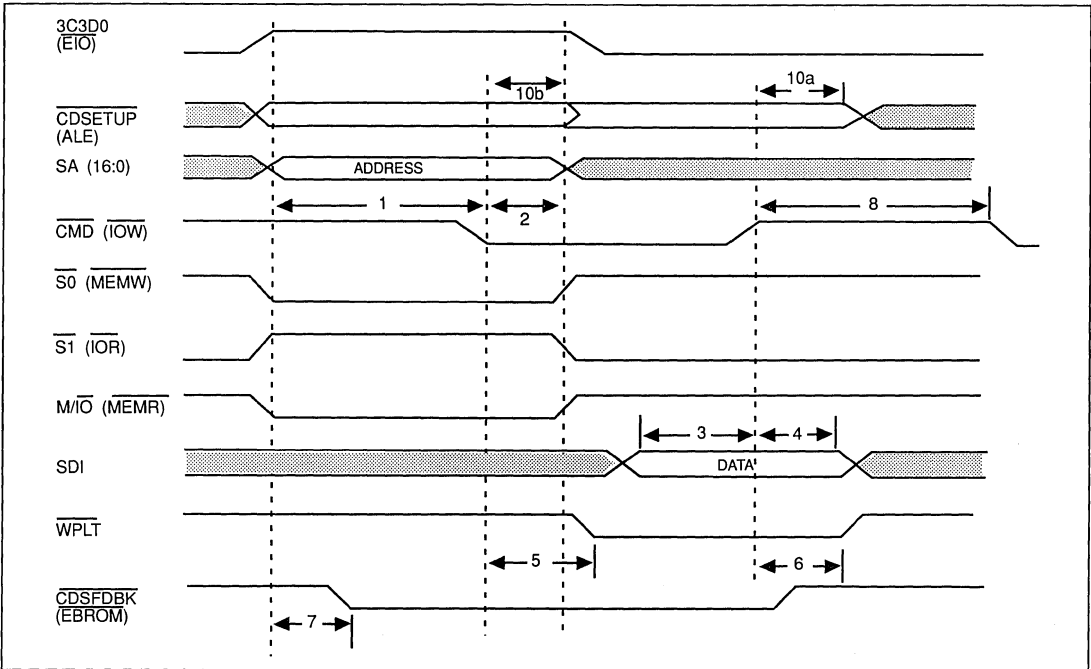 3C3D0
(EIO)
10b
10a
CDSETUP
(ALE)
SA (16:0)
ADDRESS
1
2
8
CMD (IOW)
S0 (MEMW)
S1 (IOR)
M/IO (MEMR)
3
4
SDI
DATA
WPLT
5
6
CDSFDBK
(EBROM)
7